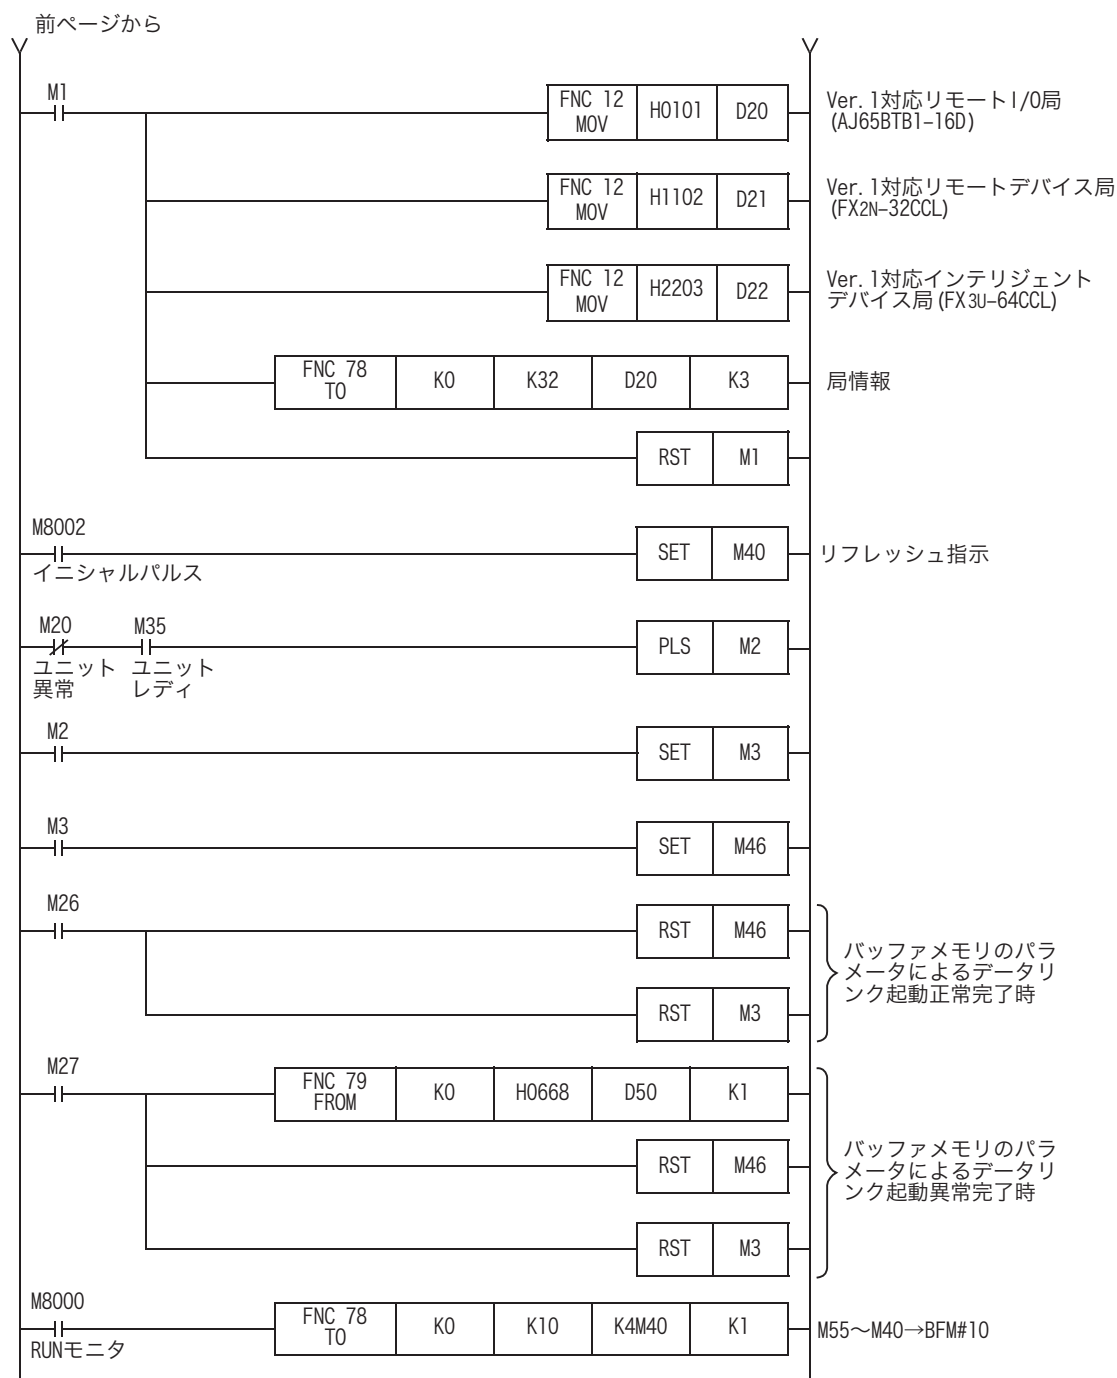 前ページから
M1
FNC 12 MOV H0101 D20
Ver.1対応リモートI/O局
(AJ65BTB1-16D)
FNC 12 MOV H1102 D21
Ver.1対応リモートデバイス局
(FX2N-32CCL)
FNC 12 MOV H2203 D22
Ver.1対応インテリジェント
デバイス局(FX3U-64CCL)
FNC 78 TO K0 K32 D20 K3
局情報
RST M1
M8002
イニシャルパルス
SET M40
リフレッシュ指示
M20 M35
ユニット ユニット
異常 レディ
PLS M2
M2
SET M3
M3
SET M46
M26
RST M46
RST M3
バッファメモリのパラ
メータによるデータリ
ンク起動正常完了時
M27
FNC 79 FROM K0 H0668 D50 K1
RST M46
RST M3
バッファメモリのパラ
メータによるデータリ
ンク起動異常完了時
M8000
RUNモニタ
FNC 78 TO K0 K10 K4M40 K1
M55～M40→BFM#10